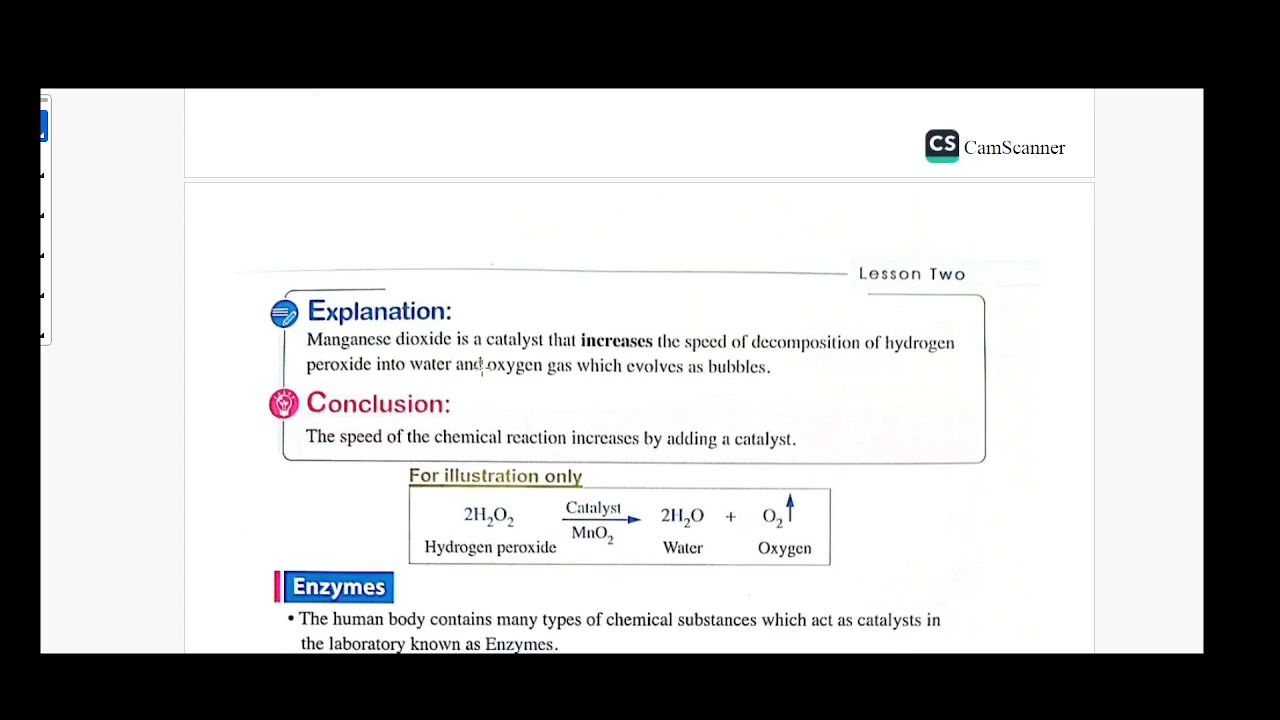 CS CamScanner
Lesson Two
Explanation:
Manganese dioxide is a catalyst that increases the speed of decomposition of hydrogen
peroxide into water and oxygen gas which evolves as bubbles.
Conclusion:
The speed of the chemical reaction increases by adding a catalyst.
For illustration only
2H₂O₂ Catalyst MnO₂ 2H₂O + O₂
Hydrogen peroxide Water Oxygen
Enzymes
• The human body contains many types of chemical substances which act as catalysts in
the laboratory known as Enzymes.